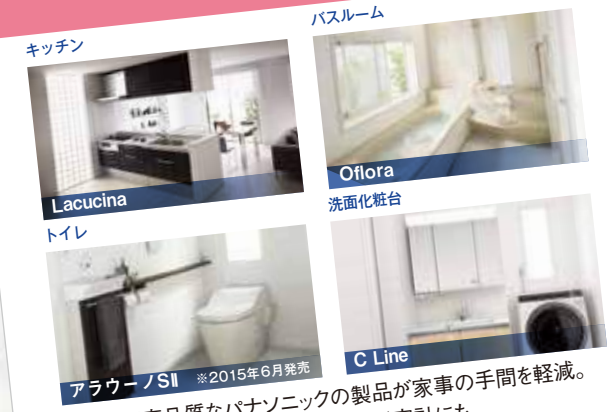 キッチン
Lacucina
バスルーム
Oflora
トイレ
アラウーノSⅡ ※2015年6月発売
洗面化粧台
C Line
品質なパナソニックの製品が家事の手間を軽減。